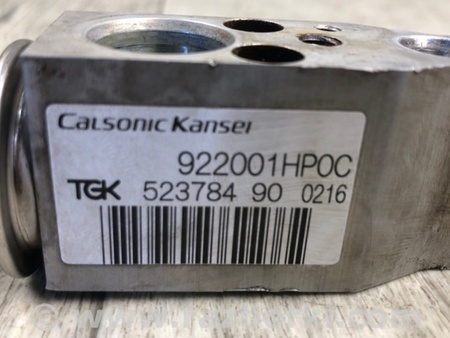 Calsonic Kansei
922001HP0C
TGK 523784 90 0216